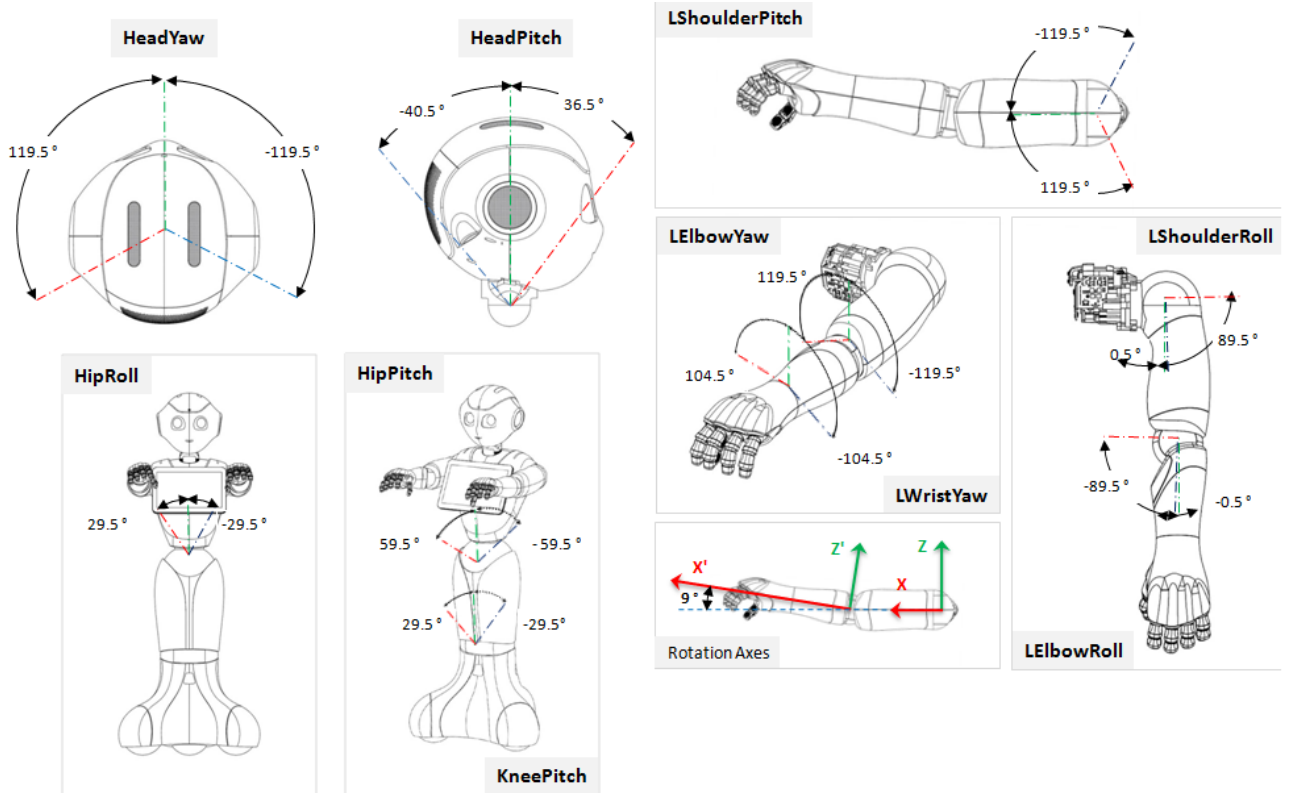 HeadYaw
119.5°
-119.5°
HeadPitch
-40.5°
36.5°
LShoulderPitch
-119.5°
119.5°
LElbowYaw
119.5°
-119.5°
104.5°
-104.5°
LWristYaw
LShoulderRoll
0.5°
89.5°
-89.5°
-0.5°
LElbowRoll
HipRoll
29.5°
-29.5°
HipPitch
59.5°
-59.5°
29.5°
-29.5°
KneePitch
Z'
Z
X'
X
9°
Rotation Axes